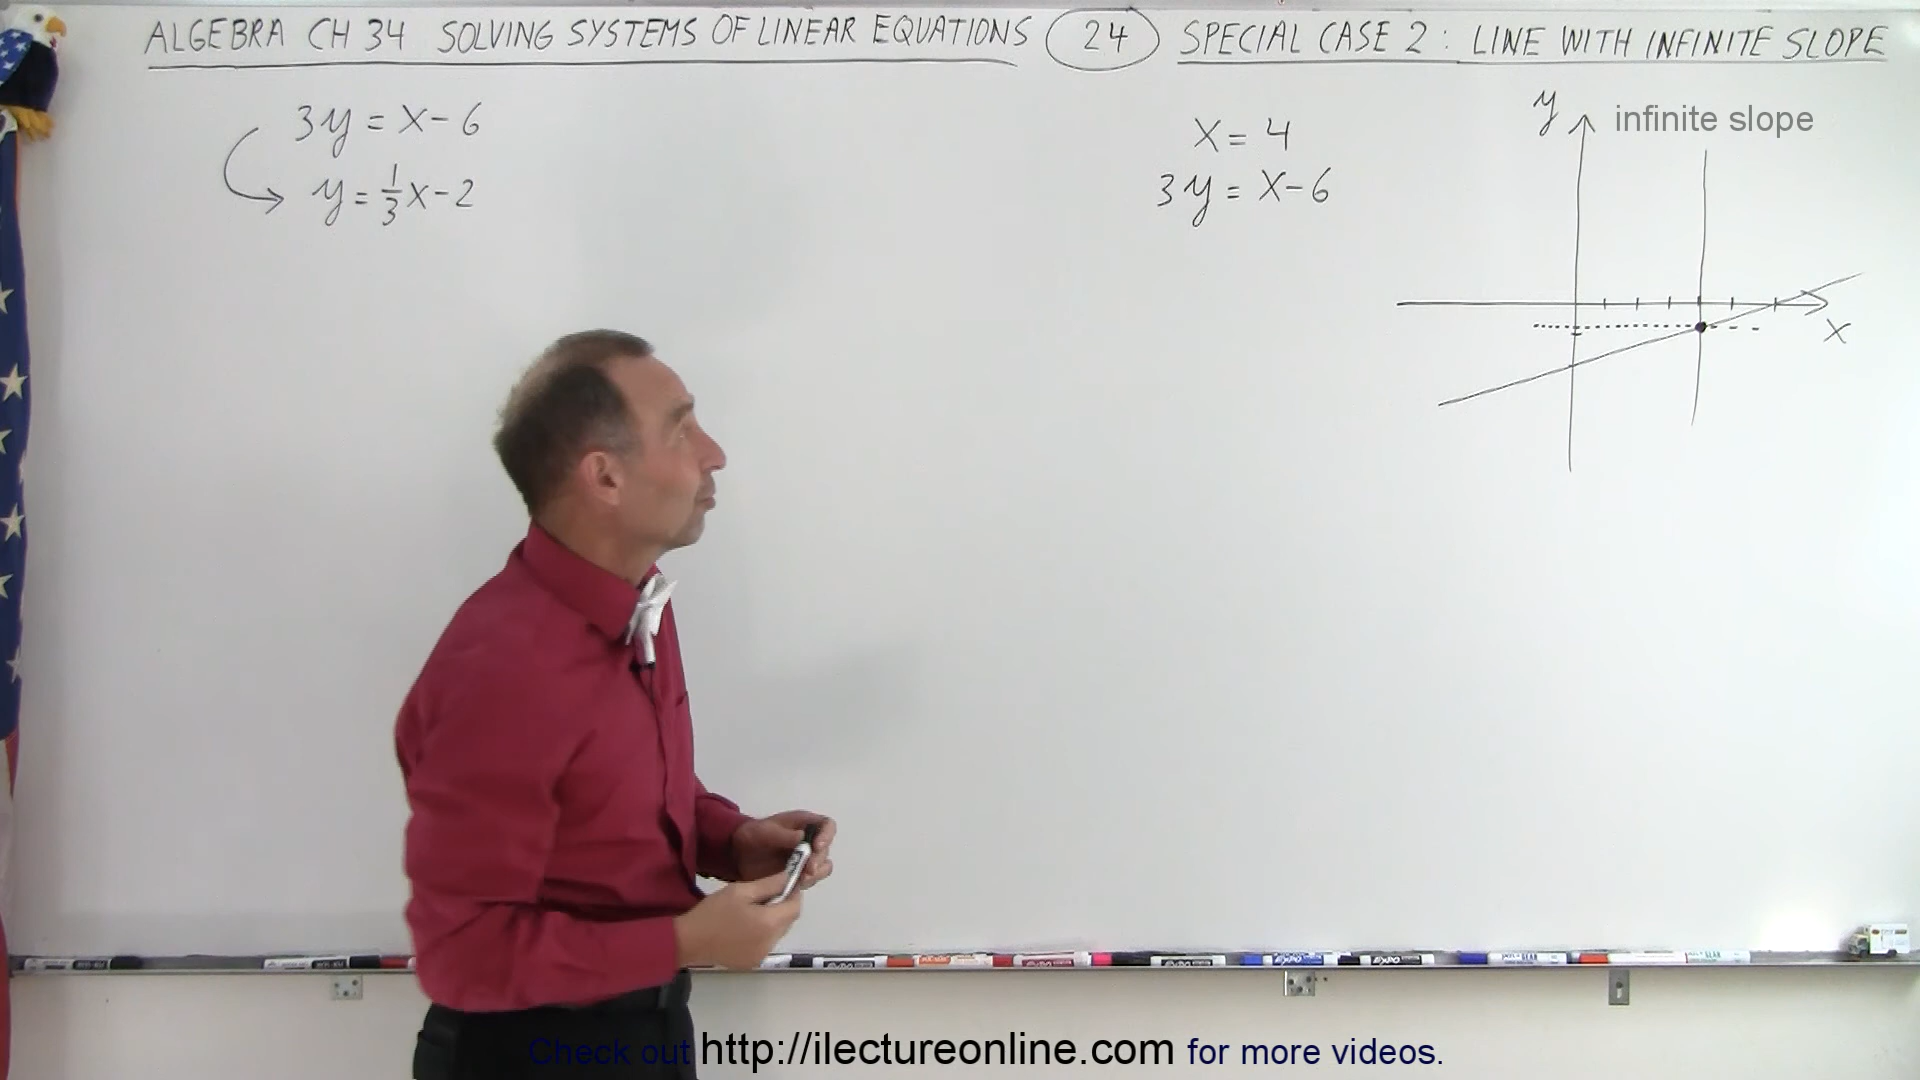 ALGEBRA CH 34 SOLVING SYSTEMS OF LINEAR EQUATIONS 24 SPECIAL CASE 2: LINE WITH INFINITE SLOPE
3y = x - 6
y = 1/3 x - 2
x = 4
3y = x - 6
y
infinite slope
x
Check out http://ilectureonline.com for more videos.